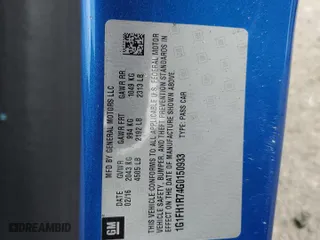 GM
MFD BY GENERAL MOTORS LLC
02/16 GVWR GAWR FRT GAWR RR
2043 KG 994 KG 1049 KG
4505 LB 2192 LB 2313 LB
THIS VEHICLE CONFORMS TO ALL APPLICABLE U.S. FEDERAL MOTOR
VEHICLE SAFETY, BUMPER, AND THEFT PREVENTION STANDARDS
IN EFFECT ON THE DATE OF MANUFACTURE SHOWN ABOVE.
1G1FH1R74G0150933
TYPE: PASS CAR
DREAMBID